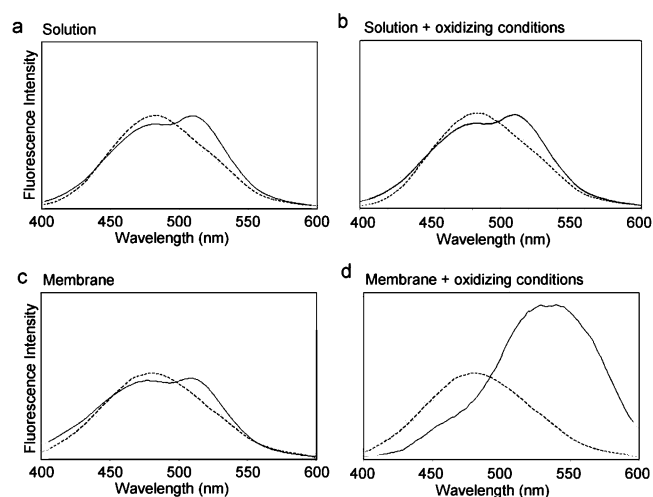 a Solution
b Solution + oxidizing conditions
Fluorescence Intensity
400 450 500 550 600
Wavelength (nm)
400 450 500 550 600
Wavelength (nm)
c Membrane
d Membrane + oxidizing conditions
Fluorescence Intensity
400 450 500 550 600
Wavelength (nm)
400 450 500 550 600
Wavelength (nm)